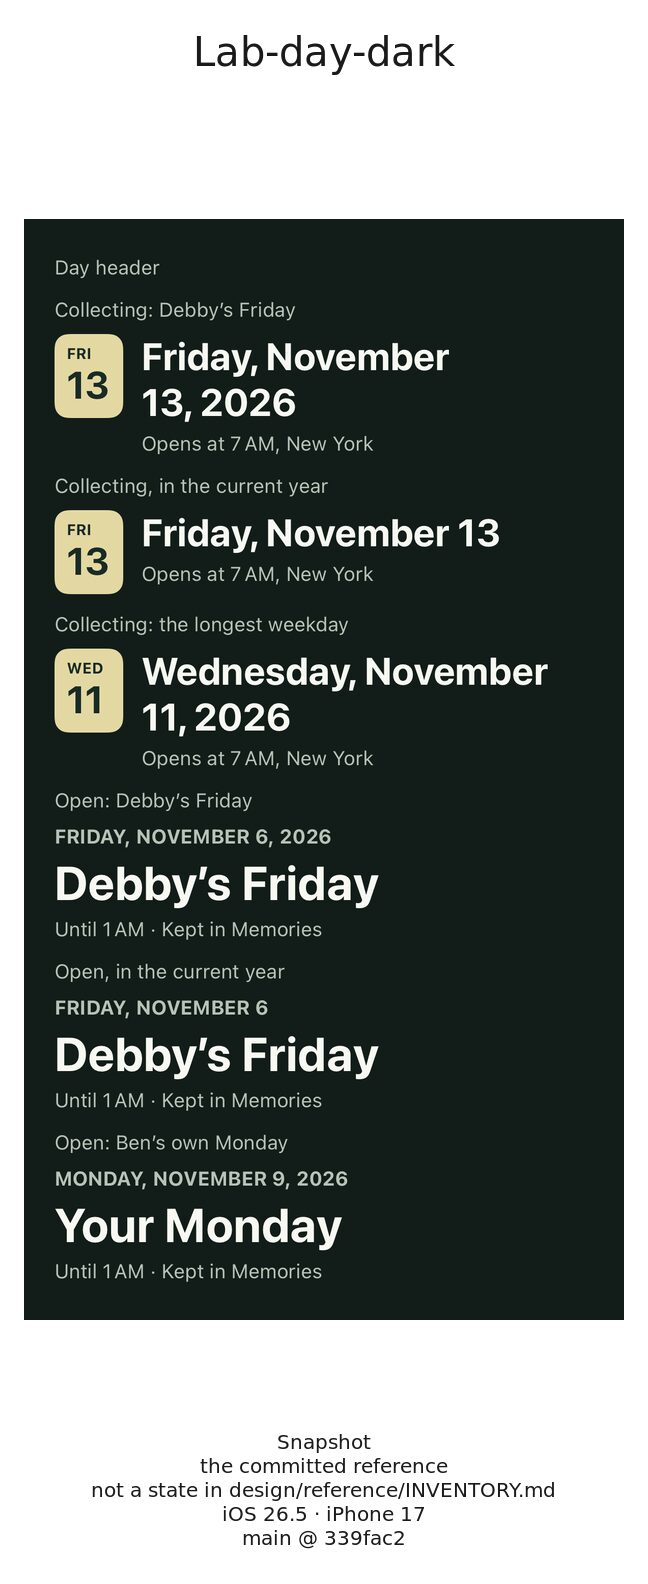 Lab-day-dark
Day header
Collecting: Debby’s Friday
FRI
13
Friday, November
13, 2026
Opens at 7 AM, New York
Collecting, in the current year
FRI
13
Friday, November 13
Opens at 7 AM, New York
Collecting: the longest weekday
WED
11
Wednesday, November
11, 2026
Opens at 7 AM, New York
Open: Debby’s Friday
FRIDAY, NOVEMBER 6, 2026
Debby’s Friday
Until 1 AM · Kept in Memories
Open, in the current year
FRIDAY, NOVEMBER 6
Debby’s Friday
Until 1 AM · Kept in Memories
Open: Ben’s own Monday
MONDAY, NOVEMBER 9, 2026
Your Monday
Until 1 AM · Kept in Memories
Snapshot
the committed reference
not a state in design/reference/INVENTORY.md
iOS 26.5 · iPhone 17
main @ 339fac2